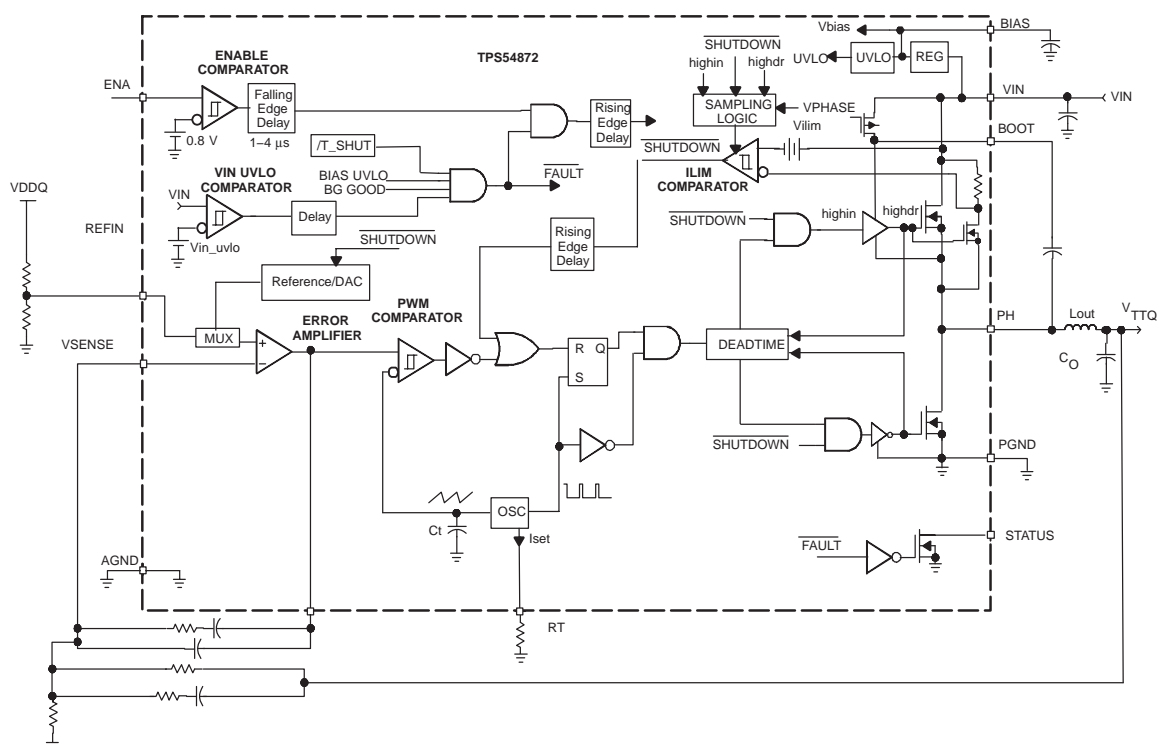 Vbias
BIAS
TPS54872
SHUTDOWN
highin
highdr
UVLO
UVLO
REG
ENABLE
COMPARATOR
ENA
Falling
Edge
Delay
0.8 V
1–4 μs
SAMPLING
LOGIC
VPHASE
VIN
VIN
Rising
Edge
Delay
BOOT
/T_SHUT
SHUTDOWN
Vilim
ILIM
COMPARATOR
VIN UVLO
COMPARATOR
BIAS UVLO
BG GOOD
FAULT
VDDQ
VIN
Delay
REFIN
Vin_uvlo
SHUTDOWN
Rising
Edge
Delay
SHUTDOWN
highin
highdr
Reference/DAC
MUX
ERROR
AMPLIFIER
PWM
COMPARATOR
PH
Lout
VTTQ
VSENSE
+
–
R
Q
S
DEADTIME
CO
SHUTDOWN
PGND
OSC
Ct
Iset
FAULT
STATUS
AGND
RT